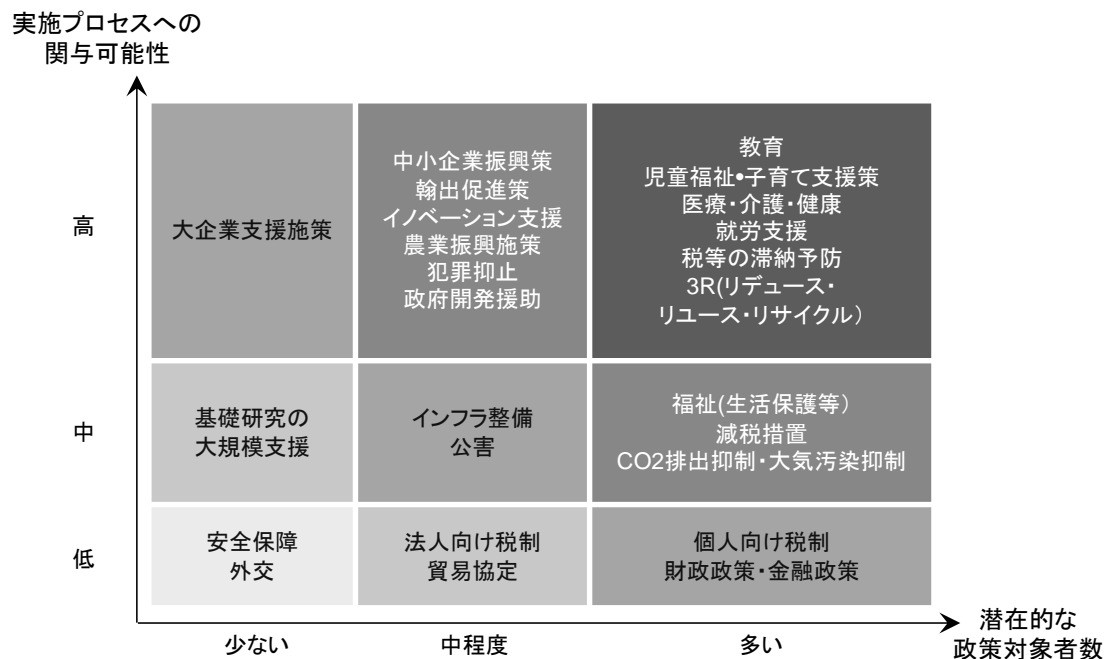 実施プロセスへの
関与可能性
高
大企業支援施策
中小企業振興策
翰出促進策
イノベーション支援
農業振興施策
犯罪抑止
政府開発援助
教育
児童福祉•子育て支援策
医療・介護・健康
就労支援
税等の滞納予防
3R(リデュース・
リユース・リサイクル）
中
基礎研究の
大規模支援
インフラ整備
公害
福祉(生活保護等）
減税措置
CO2排出抑制・大気汚染抑制
低
安全保障
外交
法人向け税制
貿易協定
個人向け税制
財政政策・金融政策
少ない
中程度
多い
潜在的な
政策対象者数